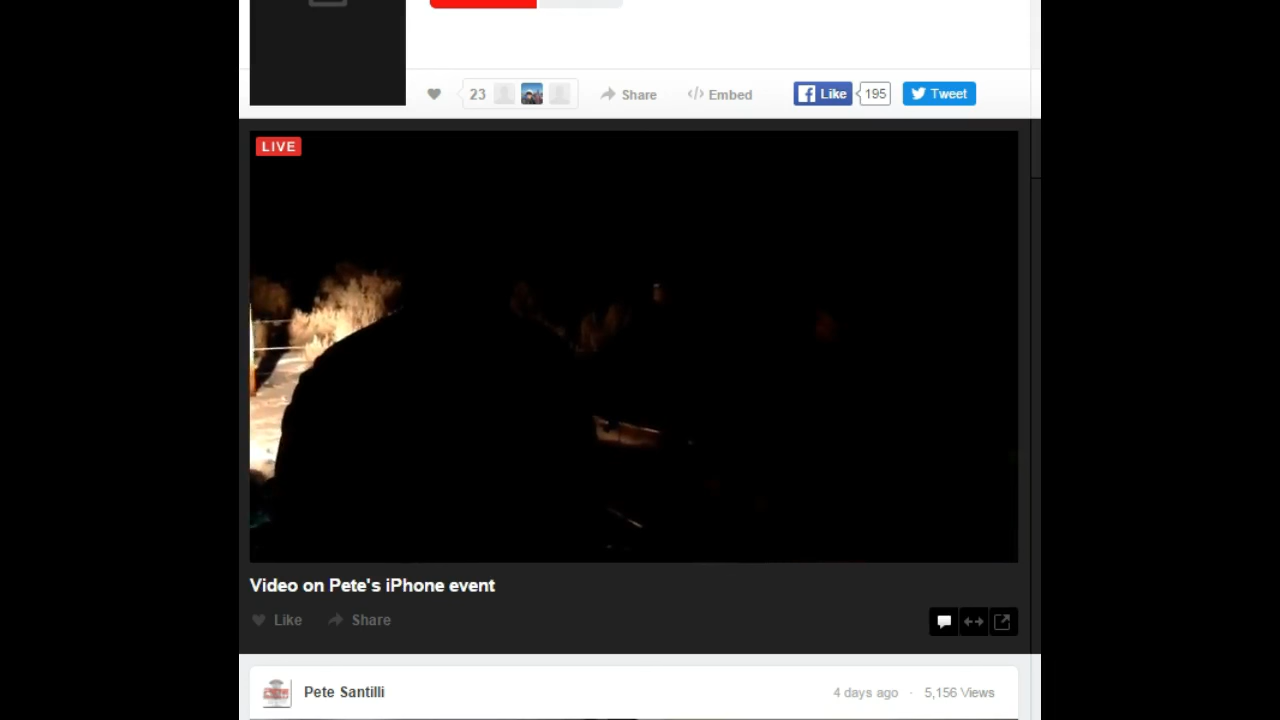 23
Share
Embed
Like
195
Tweet
LIVE
Video on Pete's iPhone event
Like
Share
Pete Santilli
4 days ago · 5,156 Views